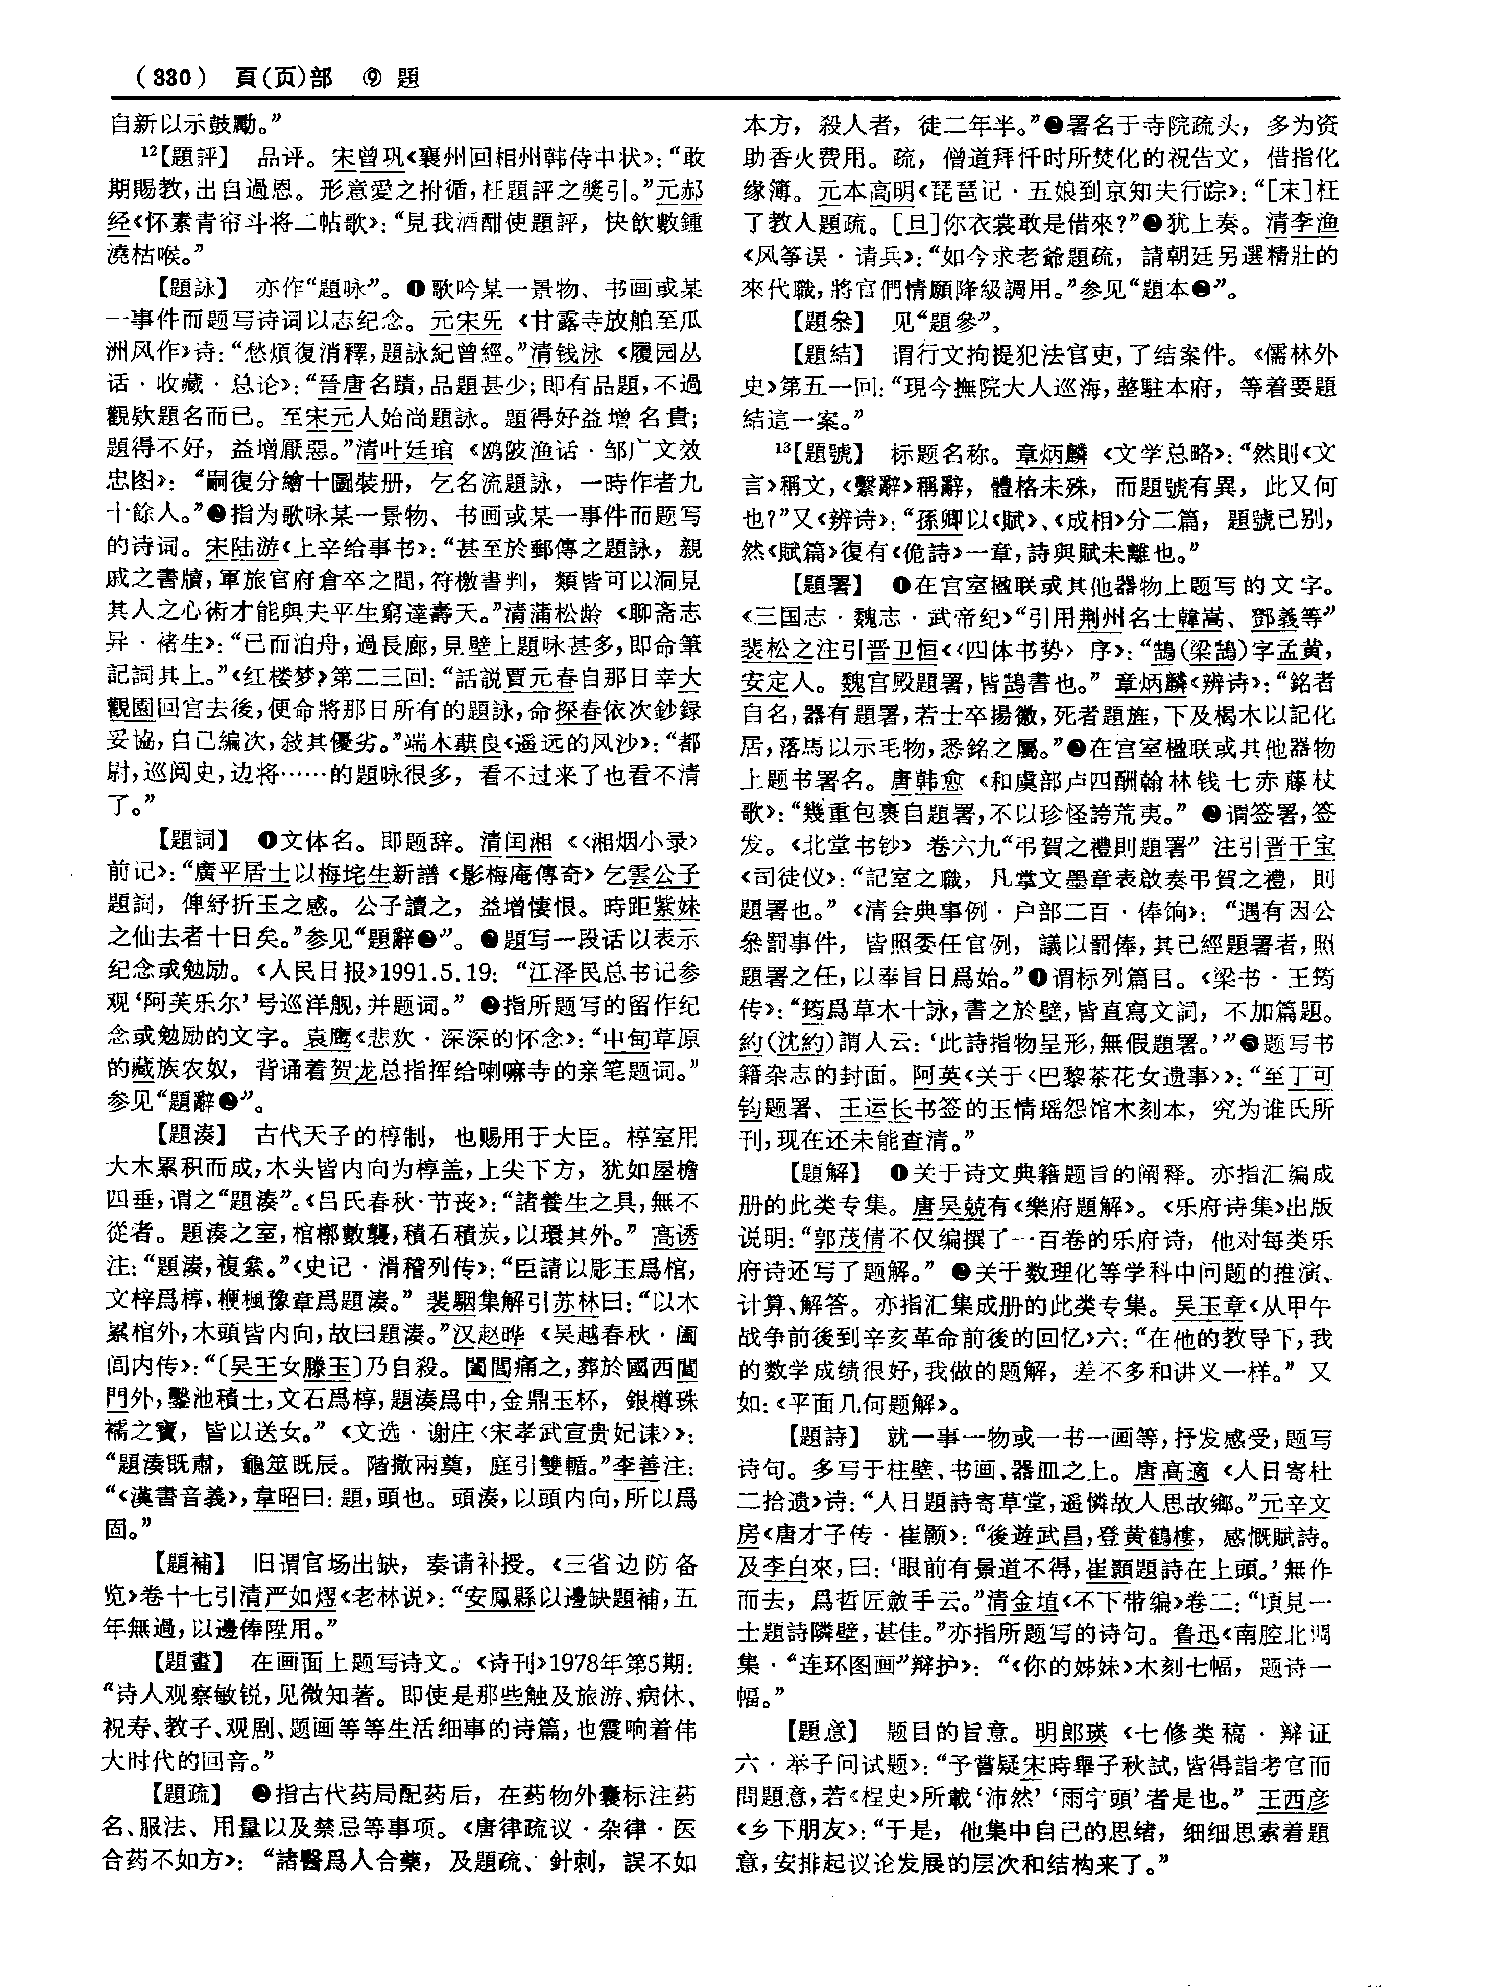 (330) 頁(页)部 ⑨ 題
自新以示鼓勵。”
12【題評】 品评。宋曾巩《襄州回相州韩侍中状》：“敢
期賜教，出自過恩。形意愛之拊循，枉題評之獎引。”元郝
经《怀素青帘斗将二帖歌》：“見我酒酣使題評，快飲數鍾
澆枯喉。”
【題詠】 亦作“題咏”。❶歌吟某一景物、书画或某
一事件而题写诗词以志纪念。元宋旡《甘露寺放船至瓜
洲风作》诗：“愁煩復消釋，題詠紀曾經。”清钱泳《履园丛
话·收藏·总论》：“晉唐名蹟，品題甚少；即有品題，不過
觀欵題名而已。至宋元人始尚題詠。題得好益增名貴；
題得不好，益增厭惡。”清叶廷琯《鸥陂渔话·邹广文效
忠图》：“嗣復分繪十圖裝册，乞名流題詠，一時作者九
十餘人。”❷指为歌咏某一景物、书画或某一事件而题写
的诗词。宋陆游《上辛给事书》：“甚至於郵傳之題詠，親
戚之書牘，軍旅官府倉卒之間，符檄書判，類皆可以洞見
其人之心術才能與夫平生窮達壽夭。”清蒲松龄《聊斋志
异·褚生》：“已而泊舟，過長廊，見壁上題咏甚多，即命筆
記詞其上。”《红楼梦》第二三回：“話説賈元春自那日幸大
觀園回宫去後，便命將那日所有的題詠，命探春依次鈔録
妥協，自己编次，敍其優劣。”端木蕻良《遥远的风沙》：“都
尉，巡阅史，边将……的題咏很多，看不过来了也看不清
了。”
【題詞】 ❶文体名。即题辞。清闰湘《〈湘烟小录〉
前记》：“廣平居士以梅垞生新譜《影梅庵傳奇》乞雲公子
題詞，俾紓折玉之感。公子讀之，益增悽恨。時距紫妹
之仙去者十日矣。”参见“題辭❷”。❷题写一段话以表示
纪念或勉励。《人民日报》1991.5.19：“江泽民总书记参
观‘阿芙乐尔’号巡洋舰，并题词。”❸指所题写的留作纪
念或勉励的文字。袁鹰《悲欢·深深的怀念》：“中甸草原
的藏族农奴，背诵着贺龙总指挥给喇嘛寺的亲笔题词。”
参见“題辭❷”。
【題湊】 古代天子的椁制，也赐用于大臣。椁室用
大木累积而成，木头皆内向为椁盖，上尖下方，犹如屋檐
四垂，谓之“題湊”。《吕氏春秋·节丧》：“諸養生之具，無不
從者。題湊之室，棺槨數襲，積石積炭，以環其外。”高诱
注：“題湊，複絫。”《史记·滑稽列传》：“臣請以彫玉爲棺，
文梓爲椁，楩楓豫章爲題湊。”裴駰集解引苏林曰：“以木
累棺外，木頭皆内向，故曰題湊。”汉赵晔《吴越春秋·阖
闾内传》：“〔吴王女滕玉〕乃自殺。闔閭痛之，葬於國西閶
門外，鑿池積土，文石爲椁，題湊爲中，金鼎玉杯，銀樽珠
襦之寶，皆以送女。”《文选·谢庄〈宋孝武宣贵妃诔〉》：
“題湊既肅，龜筮既辰。階撤兩奠，庭引雙輴。”李善注：
“《漢書音義》，韋昭曰：題，頭也。頭湊，以頭内向，所以爲
固。”
【題補】 旧谓官场出缺，奏请补授。《三省边防备
览》卷十七引清严如熤《老林说》：“安鳳縣以邊缺題補，五
年無過，以邊俸陞用。”
【題畫】 在画面上题写诗文。《诗刊》1978年第5期：
“诗人观察敏锐，见微知著。即使是那些触及旅游、病休、
祝寿、教子、观剧、题画等等生活细事的诗篇，也震响着伟
大时代的回音。”
【題疏】 ❶指古代药局配药后，在药物外囊标注药
名、服法、用量以及禁忌等事项。《唐律疏议·杂律·医
合药不如方》：“諸醫爲人合藥，及題疏、針刺，誤不如
本方，殺人者，徒二年半。”❷署名于寺院疏头，多为资
助香火费用。疏，僧道拜忏时所焚化的祝告文，借指化
缘簿。元本高明《琵琶记·五娘到京知夫行踪》：“[末]枉
了教人題疏。[旦]你衣裳敢是借來？”❸犹上奏。清李渔
《风筝误·请兵》：“如今求老爺題疏，請朝廷另選精壯的
來代職，將官們情願降級調用。”参见“題本❷”。
【題叅】 见“題參”。
【題結】 谓行文拘提犯法官吏，了结案件。《儒林外
史》第五一回：“現今撫院大人巡海，整駐本府，等着要題
結這一案。”
13【題號】 标题名称。章炳麟《文学总略》：“然則《文
言》稱文，《繫辭》稱辭，體格未殊，而題號有異，此又何
也？”又《辨诗》：“孫卿以《賦》、《成相》分二篇，題號已别，
然《賦篇》復有《佹詩》一章，詩與賦未離也。”
【題署】 ❶在宫室楹联或其他器物上题写的文字。
《三国志·魏志·武帝纪》“引用荆州名士韓嵩、鄧義等”
裴松之注引晋卫恒《〈四体书势〉序》：“鵠(梁鵠)字孟黄，
安定人。魏宫殿題署，皆鵠書也。”章炳麟《辨诗》：“銘者
自名，器有題署，若士卒揚徽，死者題旌，下及楬木以記化
居，落馬以示毛物，悉銘之屬。”❷在宫室楹联或其他器物
上题书署名。唐韩愈《和虞部卢四酬翰林钱七赤藤杖
歌》：“幾重包裹自題署，不以珍怪誇荒夷。”❸谓签署，签
发。《北堂书钞》卷六九“弔賀之禮則題署”注引晋干宝
《司徒仪》：“記室之職，凡掌文墨章表啟奏弔賀之禮，則
題署也。”《清会典事例·户部二百·俸饷》：“遇有因公
叅罰事件，皆照委任官例，議以罰俸，其已經題署者，照
題署之任，以奉旨日爲始。”❹谓标列篇目。《梁书·王筠
传》：“筠爲草木十詠，書之於壁，皆直寫文詞，不加篇題。
約(沈約)謂人云：‘此詩指物呈形，無假題署。’”❺题写书
籍杂志的封面。阿英《关于〈巴黎茶花女遗事〉》：“至丁可
钧题署、王运长书签的玉情瑶怨馆木刻本，究为谁氏所
刊，现在还未能查清。”
【題解】 ❶关于诗文典籍题旨的阐释。亦指汇编成
册的此类专集。唐吴兢有《樂府題解》。《乐府诗集》出版
说明：“郭茂倩不仅编撰了一百卷的乐府诗，他对每类乐
府诗还写了题解。”❷关于数理化等学科中问题的推演、
计算、解答。亦指汇集成册的此类专集。吴玉章《从甲午
战争前後到辛亥革命前後的回忆》六：“在他的教导下，我
的数学成绩很好，我做的题解，差不多和讲义一样。”又
如：《平面几何题解》。
【題詩】 就一事一物或一书一画等，抒发感受，题写
诗句。多写于柱壁、书画、器皿之上。唐高適《人日寄杜
二拾遗》诗：“人日題詩寄草堂，遥憐故人思故鄉。”元辛文
房《唐才子传·崔颢》：“後遊武昌，登黄鶴樓，感慨賦詩。
及李白來，曰：‘眼前有景道不得，崔顥題詩在上頭。’無作
而去，爲哲匠斂手云。”清金埴《不下带编》卷二：“頃見一
士題詩隣壁，甚佳。”亦指所题写的诗句。鲁迅《南腔北调
集·“连环图画”辩护》：“《你的姊妹》木刻七幅，题诗一
幅。”
【題意】 题目的旨意。明郎瑛《七修类稿·辩证
六·举子问试题》：“予嘗疑宋時舉子秋試，皆得詣考官而
問題意，若《桯史》所載‘沛然’‘雨字頭’者是也。”王西彦
《乡下朋友》：“于是，他集中自己的思绪，细细思索着题
意，安排起议论发展的层次和结构来了。”